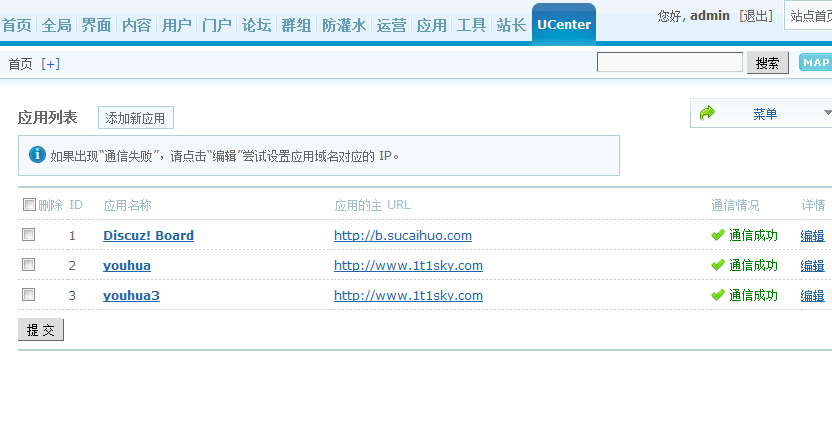 首页 全局 界面 内容 用户 门户 论坛 群组 防灌水 运营 应用 工具 站长 UCenter
您好, admin [退出] 站点首页
首页 [+] 搜索 MAP
应用列表 添加新应用 菜单
如果出现“通信失败”，请点击“编辑”尝试设置应用域名对应的 IP。
删除 ID 应用名称 应用的主 URL 通信情况 详情
1 Discuz! Board http://b.sucaihuo.com 通信成功 编辑
2 youhua http://www.1t1sky.com 通信成功 编辑
3 youhua3 http://www.1t1sky.com 通信成功 编辑
提 交